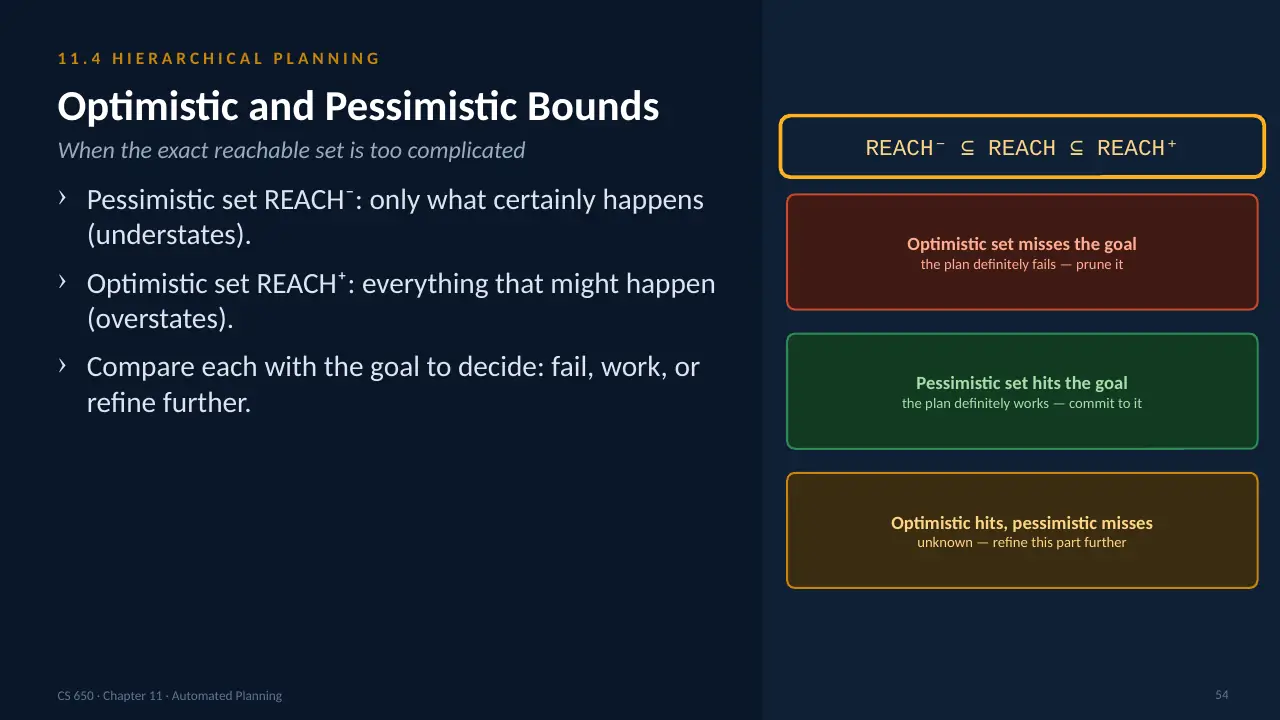 11.4 HIERARCHICAL PLANNING
Optimistic and Pessimistic Bounds
When the exact reachable set is too complicated
› Pessimistic set REACH⁻: only what certainly happens
(understates).
› Optimistic set REACH⁺: everything that might happen
(overstates).
› Compare each with the goal to decide: fail, work, or
refine further.
REACH⁻ ⊆ REACH ⊆ REACH⁺
Optimistic set misses the goal
the plan definitely fails — prune it
Pessimistic set hits the goal
the plan definitely works — commit to it
Optimistic hits, pessimistic misses
unknown — refine this part further
CS 650 · Chapter 11 · Automated Planning
54